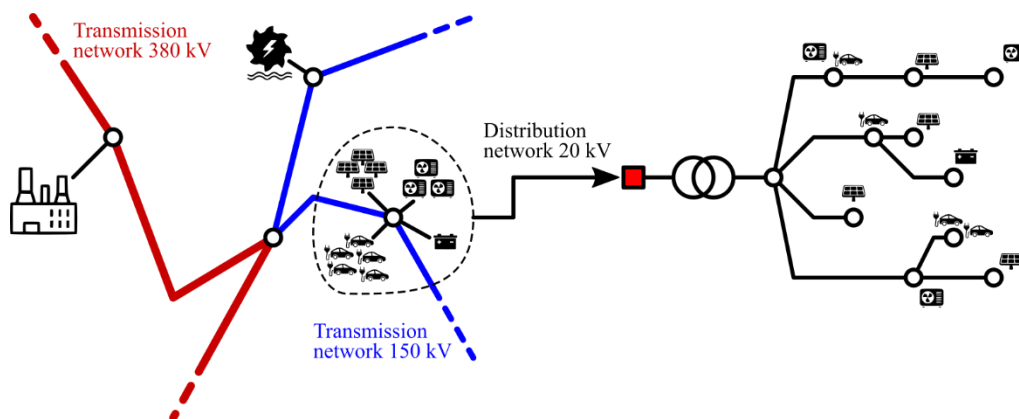 Transmission
network 380 kV
Distribution
network 20 kV
Transmission
network 150 kV